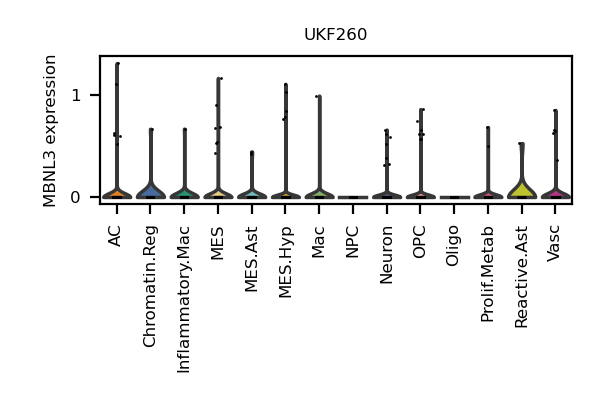 UKF260
MBNL3 expression
1
0
AC
Chromatin.Reg
Inflammatory.Mac
MES
MES.Ast
MES.Hyp
Mac
NPC
Neuron
OPC
Oligo
Prolif.Metab
Reactive.Ast
Vasc